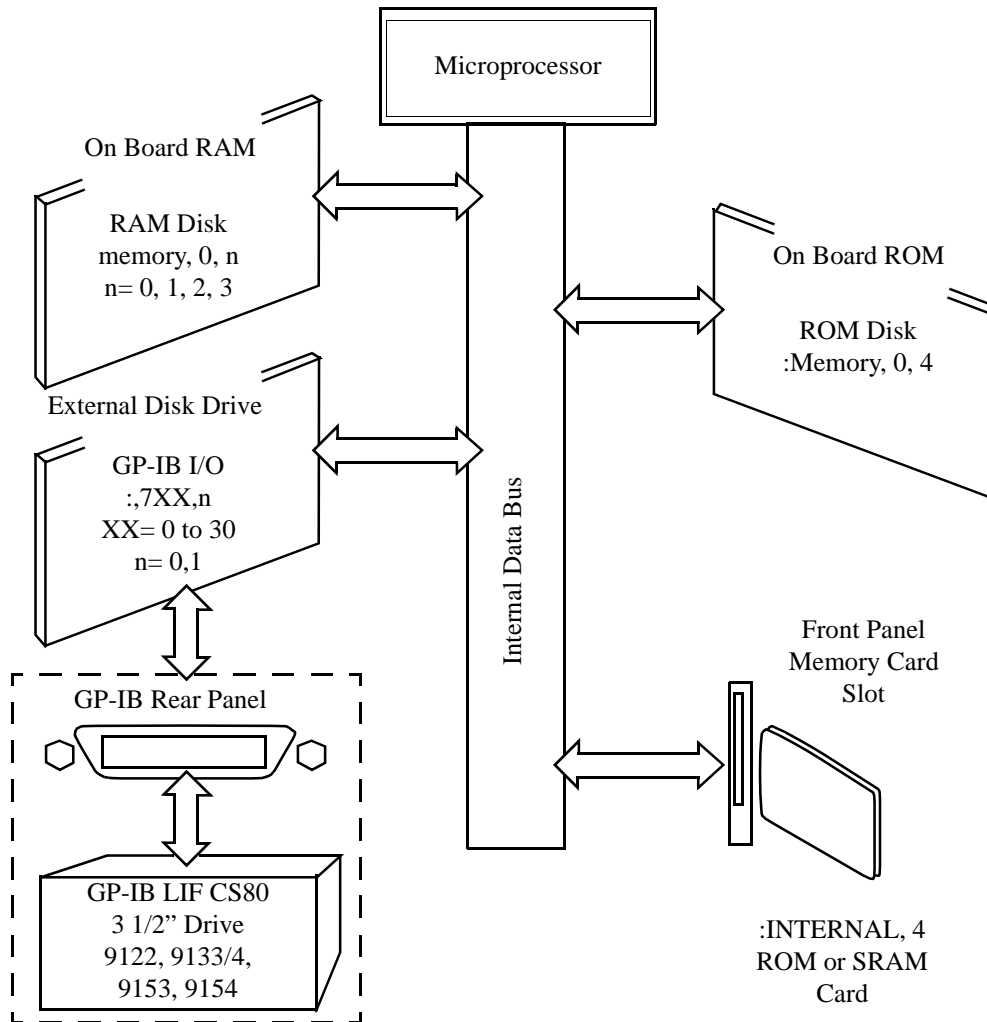 Microprocessor
On Board RAM
RAM Disk
memory, 0, n
n= 0, 1, 2, 3
On Board ROM
ROM Disk
:Memory, 0, 4
External Disk Drive
GP-IB I/O
:,7XX,n
XX= 0 to 30
n= 0,1
Internal Data Bus
Front Panel
Memory Card
Slot
GP-IB Rear Panel
GP-IB LIF CS80
3 1/2” Drive
9122, 9133/4,
9153, 9154
:INTERNAL, 4
ROM or SRAM
Card